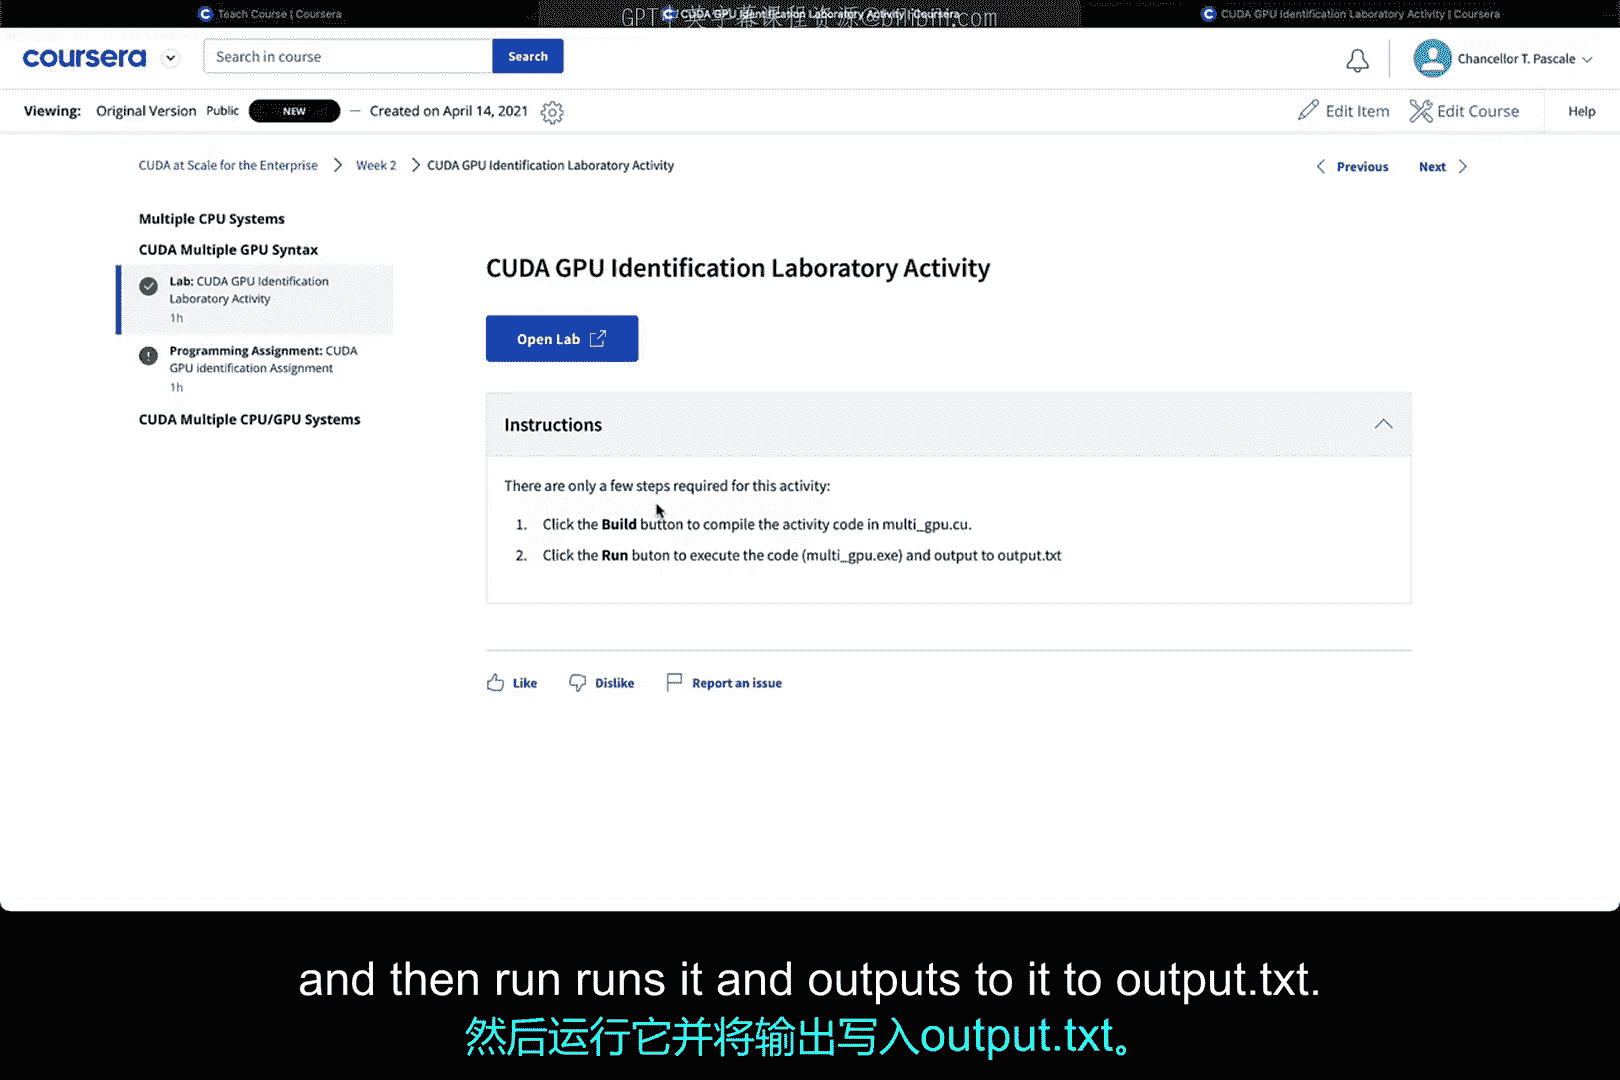 Teach Course | Coursera
CUDA GPU Identification Laboratory Activity | Coursera
CUDA GPU Identification Laboratory Activity | Coursera
coursera
Search in course
Search
Chancellor T. Pascale
Viewing: Original Version Public NEW — Created on April 14, 2021
Edit Item
Edit Course
Help
CUDA at Scale for the Enterprise > Week 2 > CUDA GPU Identification Laboratory Activity
Previous
Next
Multiple CPU Systems
CUDA Multiple GPU Syntax
Lab: CUDA GPU Identification
Laboratory Activity
1h
Programming Assignment: CUDA
GPU identification Assignment
1h
CUDA Multiple CPU/GPU Systems
CUDA GPU Identification Laboratory Activity
Open Lab
Instructions
There are only a few steps required for this activity:
1. Click the Build button to compile the activity code in multi_gpu.cu.
2. Click the Run buton to execute the code (multi_gpu.exe) and output to output.txt
Like
Dislike
Report an issue
and then run runs it and outputs to it to output.txt.
然后运行它并将输出写入output.txt。